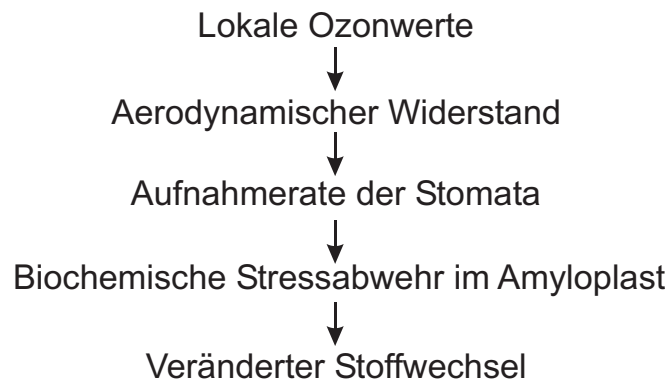 Lokale Ozonwerte
Aerodynamischer Widerstand
Aufnahmerate der Stomata
Biochemische Stressabwehr im Amyloplast
Veränderter Stoffwechsel